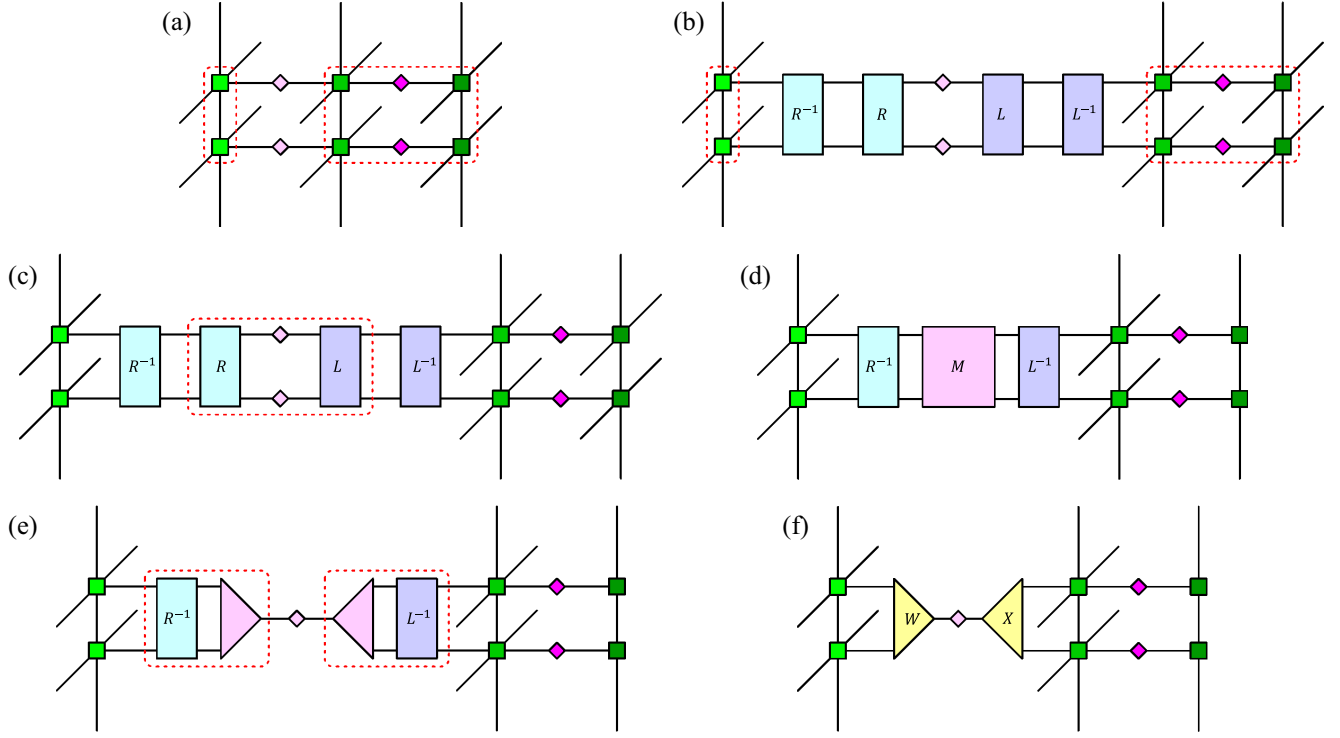 (a)
(b)
R⁻¹ R L L⁻¹
(c)
R⁻¹ R L L⁻¹
(d)
R⁻¹ M L⁻¹
(e)
R⁻¹ L⁻¹
(f)
W X